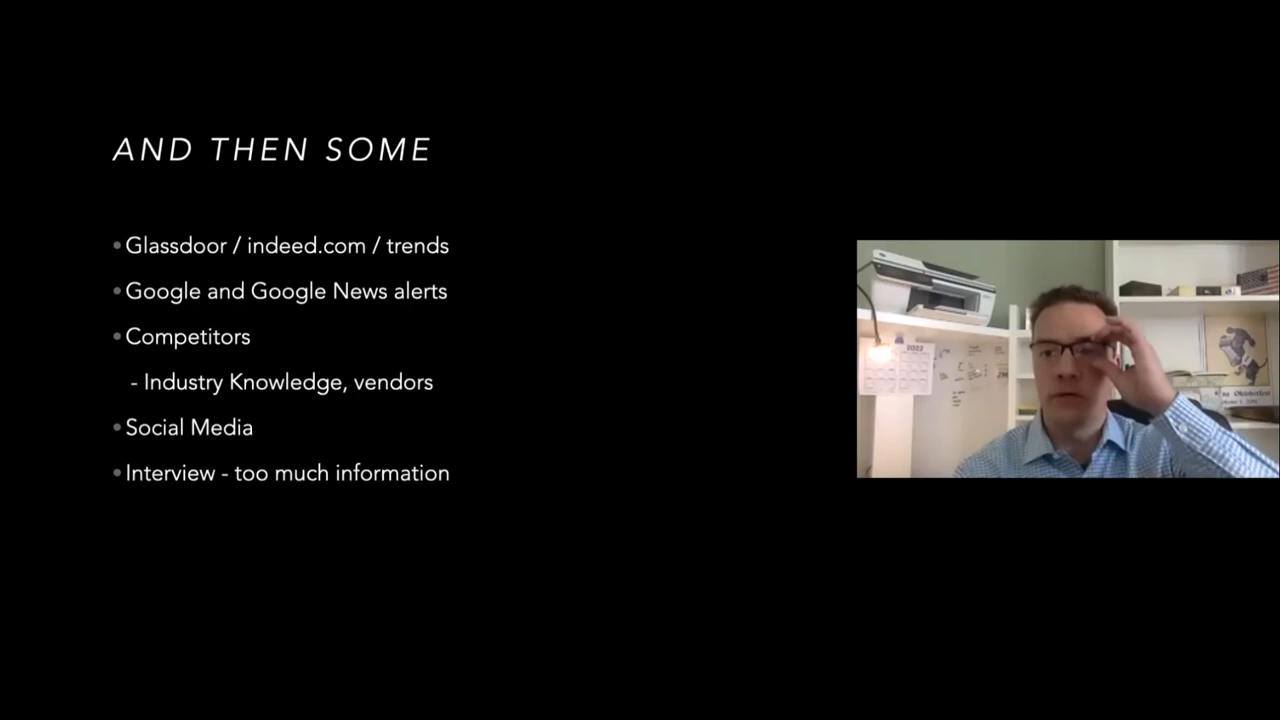 AND THEN SOME
•Glassdoor / indeed.com / trends
•Google and Google News alerts
•Competitors
- Industry Knowledge, vendors
•Social Media
•Interview - too much information
2022
Oktoberfest